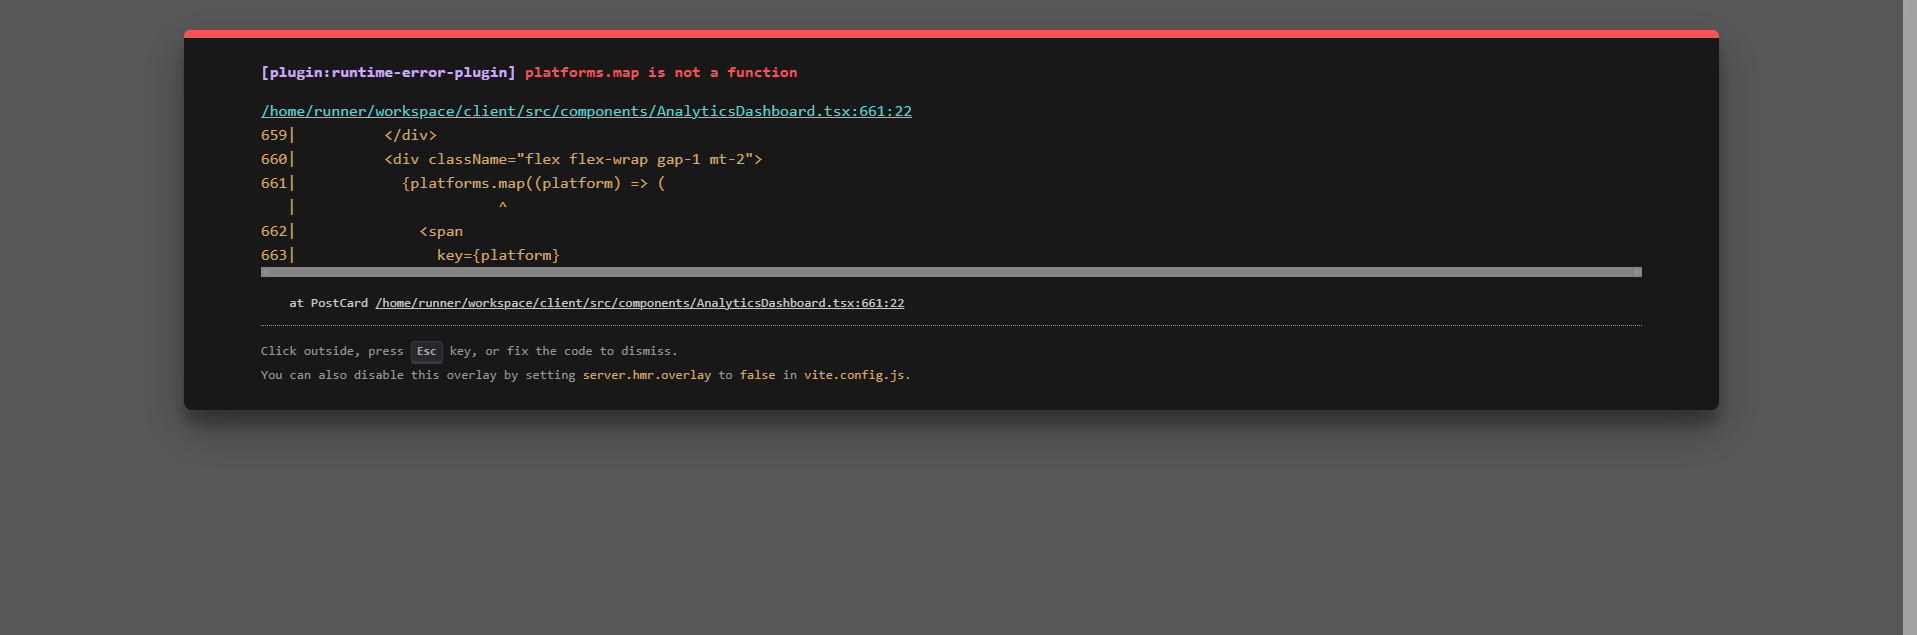 [plugin:runtime-error-plugin] platforms.map is not a function
/home/runner/workspace/client/src/components/AnalyticsDashboard.tsx:661:22
659|          </div>
660|          <div className="flex flex-wrap gap-1 mt-2">
661|            {platforms.map((platform) => (
   |                       ^
662|              <span
663|                key={platform}
at PostCard /home/runner/workspace/client/src/components/AnalyticsDashboard.tsx:661:22
Click outside, press Esc key, or fix the code to dismiss.
You can also disable this overlay by setting server.hmr.overlay to false in vite.config.js.